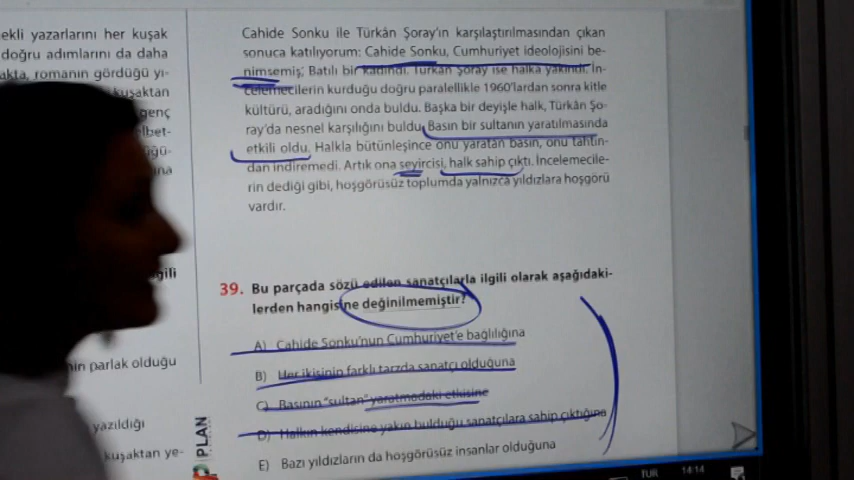 ekli yazarlarını her kuşak
doğru adımlarını da daha
akta, romanın gördüğü yı-
kuşaktan
genç
lbet-
ğü-
ına
gili
nin parlak olduğu
yazıldığı
kuşaktan ye-
Cahide Sonku ile Türkân Şoray'ın karşılaştırılmasından çıkan
sonuca katılıyorum: Cahide Sonku, Cumhuriyet ideolojisini be-
nimsemiş, Batılı bir kadındı. Türkân Şoray ise halka yakındı. İn-
celemecilerin kurduğu doğru paralellikle 1960'lardan sonra kitle
kültürü, aradığını onda buldu. Başka bir deyişle halk, Türkân Şo-
ray'da nesnel karşılığını buldu. Basın bir sultanın yaratılmasında
etkili oldu. Halkla bütünleşince onu yaratan basın, onu tahtın-
dan indiremedi. Artık ona seyircisi, halk sahip çıktı. İncelemecile-
rin dediği gibi, hoşgörüsüz toplumda yalnızca yıldızlara hoşgörü
vardır.
39. Bu parçada sözü edilen sanatçılarla ilgili olarak aşağıdaki-
lerden hangisine değinilmemiştir?
A) Cahide Sonku'nun Cumhuriyet'e bağlılığına
B) Her ikisinin farklı tarzda sanatçı olduğuna
C) Basının "sultan" yaratmadaki etkisine
D) Halkın kendisine yakın bulduğu sanatçılara sahip çıktığına
E) Bazı yıldızların da hoşgörüsüz insanlar olduğuna
PLAN
TUR 14:14